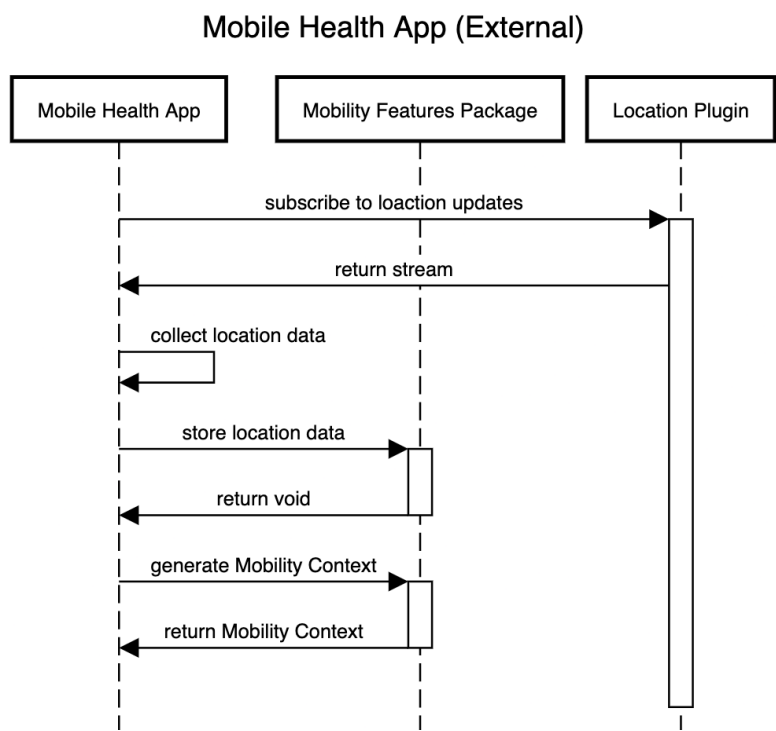 Mobile Health App (External)
Mobile Health App
Mobility Features Package
Location Plugin
subscribe to loaction updates
return stream
collect location data
store location data
return void
generate Mobility Context
return Mobility Context